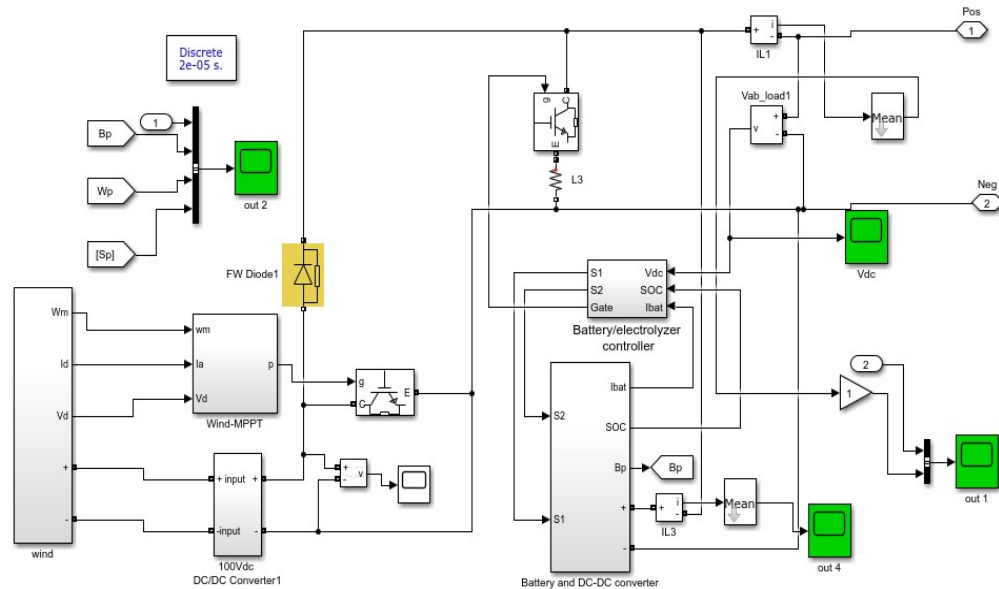 Discrete
2e-05 s.
Pos
1
+
i
-
IL1
Vab_load1
+
v
-
Mean
g
C
E
L3
Neg
2
Bp
1
Wp
[Sp]
out 2
FW Diode1
Vdc
S1
S2
Gate
Vdc
SOC
Ibat
Battery/electrolyzer
controller
Wm
Id
Vd
+
-
wind
wm
Ia
Vd
p
Wind-MPPT
g
C
E
+ input
-input
+
-
100Vdc
DC/DC Converter1
+
-
v
S2
S1
Ibat
SOC
Bp
+
-
Battery and DC-DC converter
Bp
+
i
-
IL3
Mean
out 4
2
1
out 1